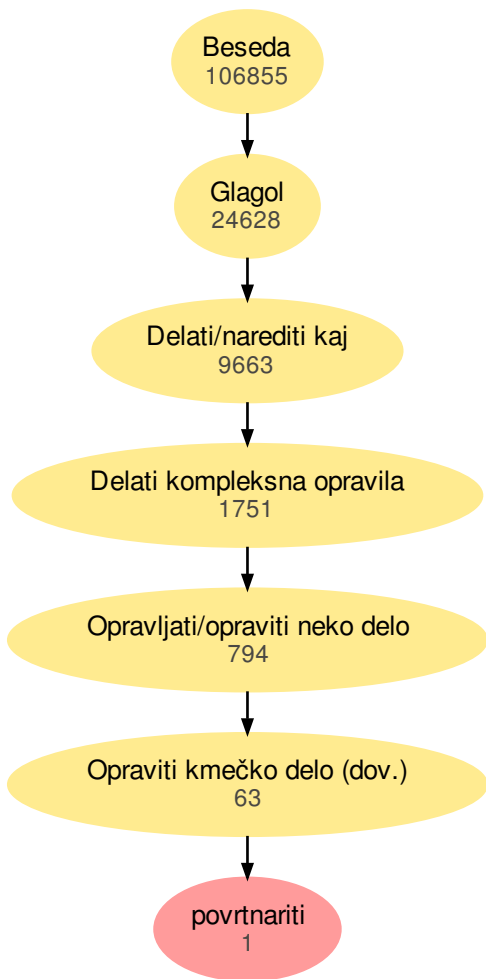 Beseda
106855
Glagol
24628
Delati/narediti kaj
9663
Delati kompleksna opravila
1751
Opravljati/opraviti neko delo
794
Opraviti kmečko delo (dov.)
63
povrtnariti
1